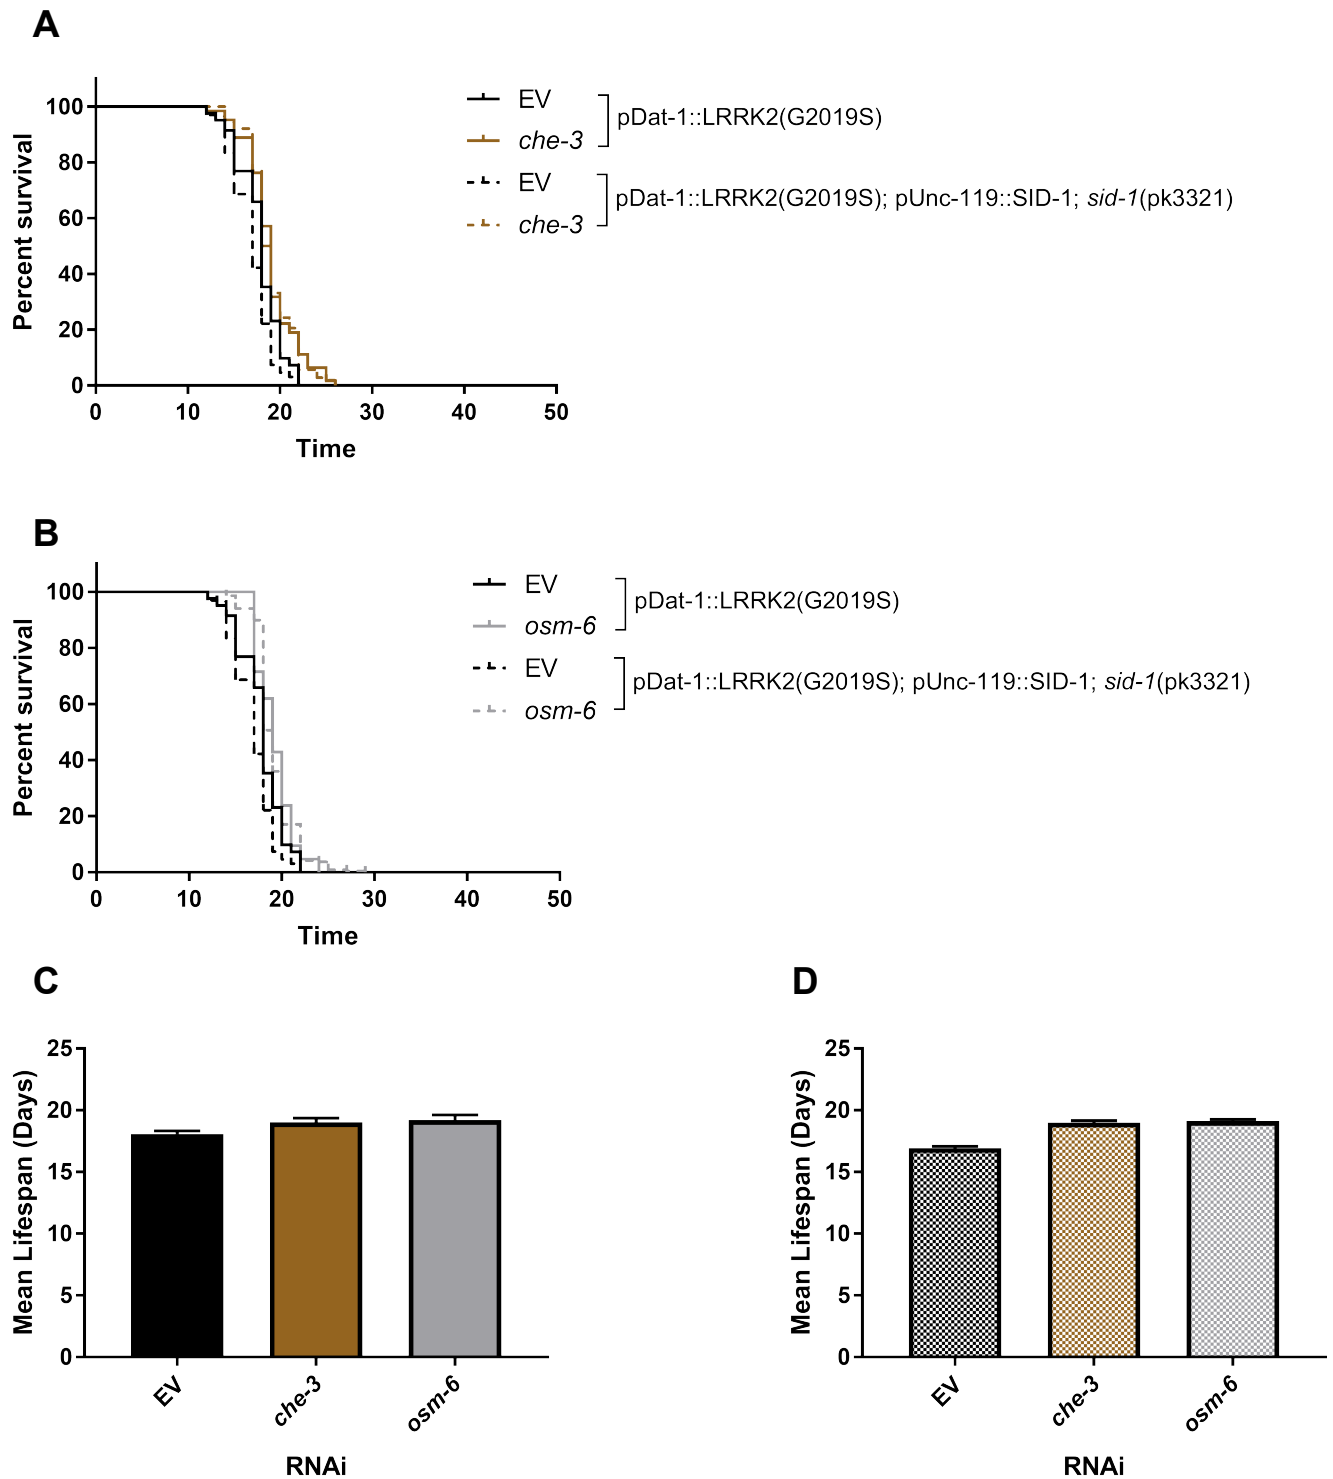 A
100
80
60
40
20
0
Percent survival
0 10 20 30 40 50
Time
EV
che-3
pDat-1::LRRK2(G2019S)
EV
che-3
pDat-1::LRRK2(G2019S); pUnc-119::SID-1; sid-1(pk3321)
B
100
80
60
40
20
0
Percent survival
0 10 20 30 40 50
Time
EV
osm-6
pDat-1::LRRK2(G2019S)
EV
osm-6
pDat-1::LRRK2(G2019S); pUnc-119::SID-1; sid-1(pk3321)
C
25
20
15
10
5
0
Mean Lifespan (Days)
EV che-3 osm-6
RNAi
D
25
20
15
10
5
0
Mean Lifespan (Days)
EV che-3 osm-6
RNAi